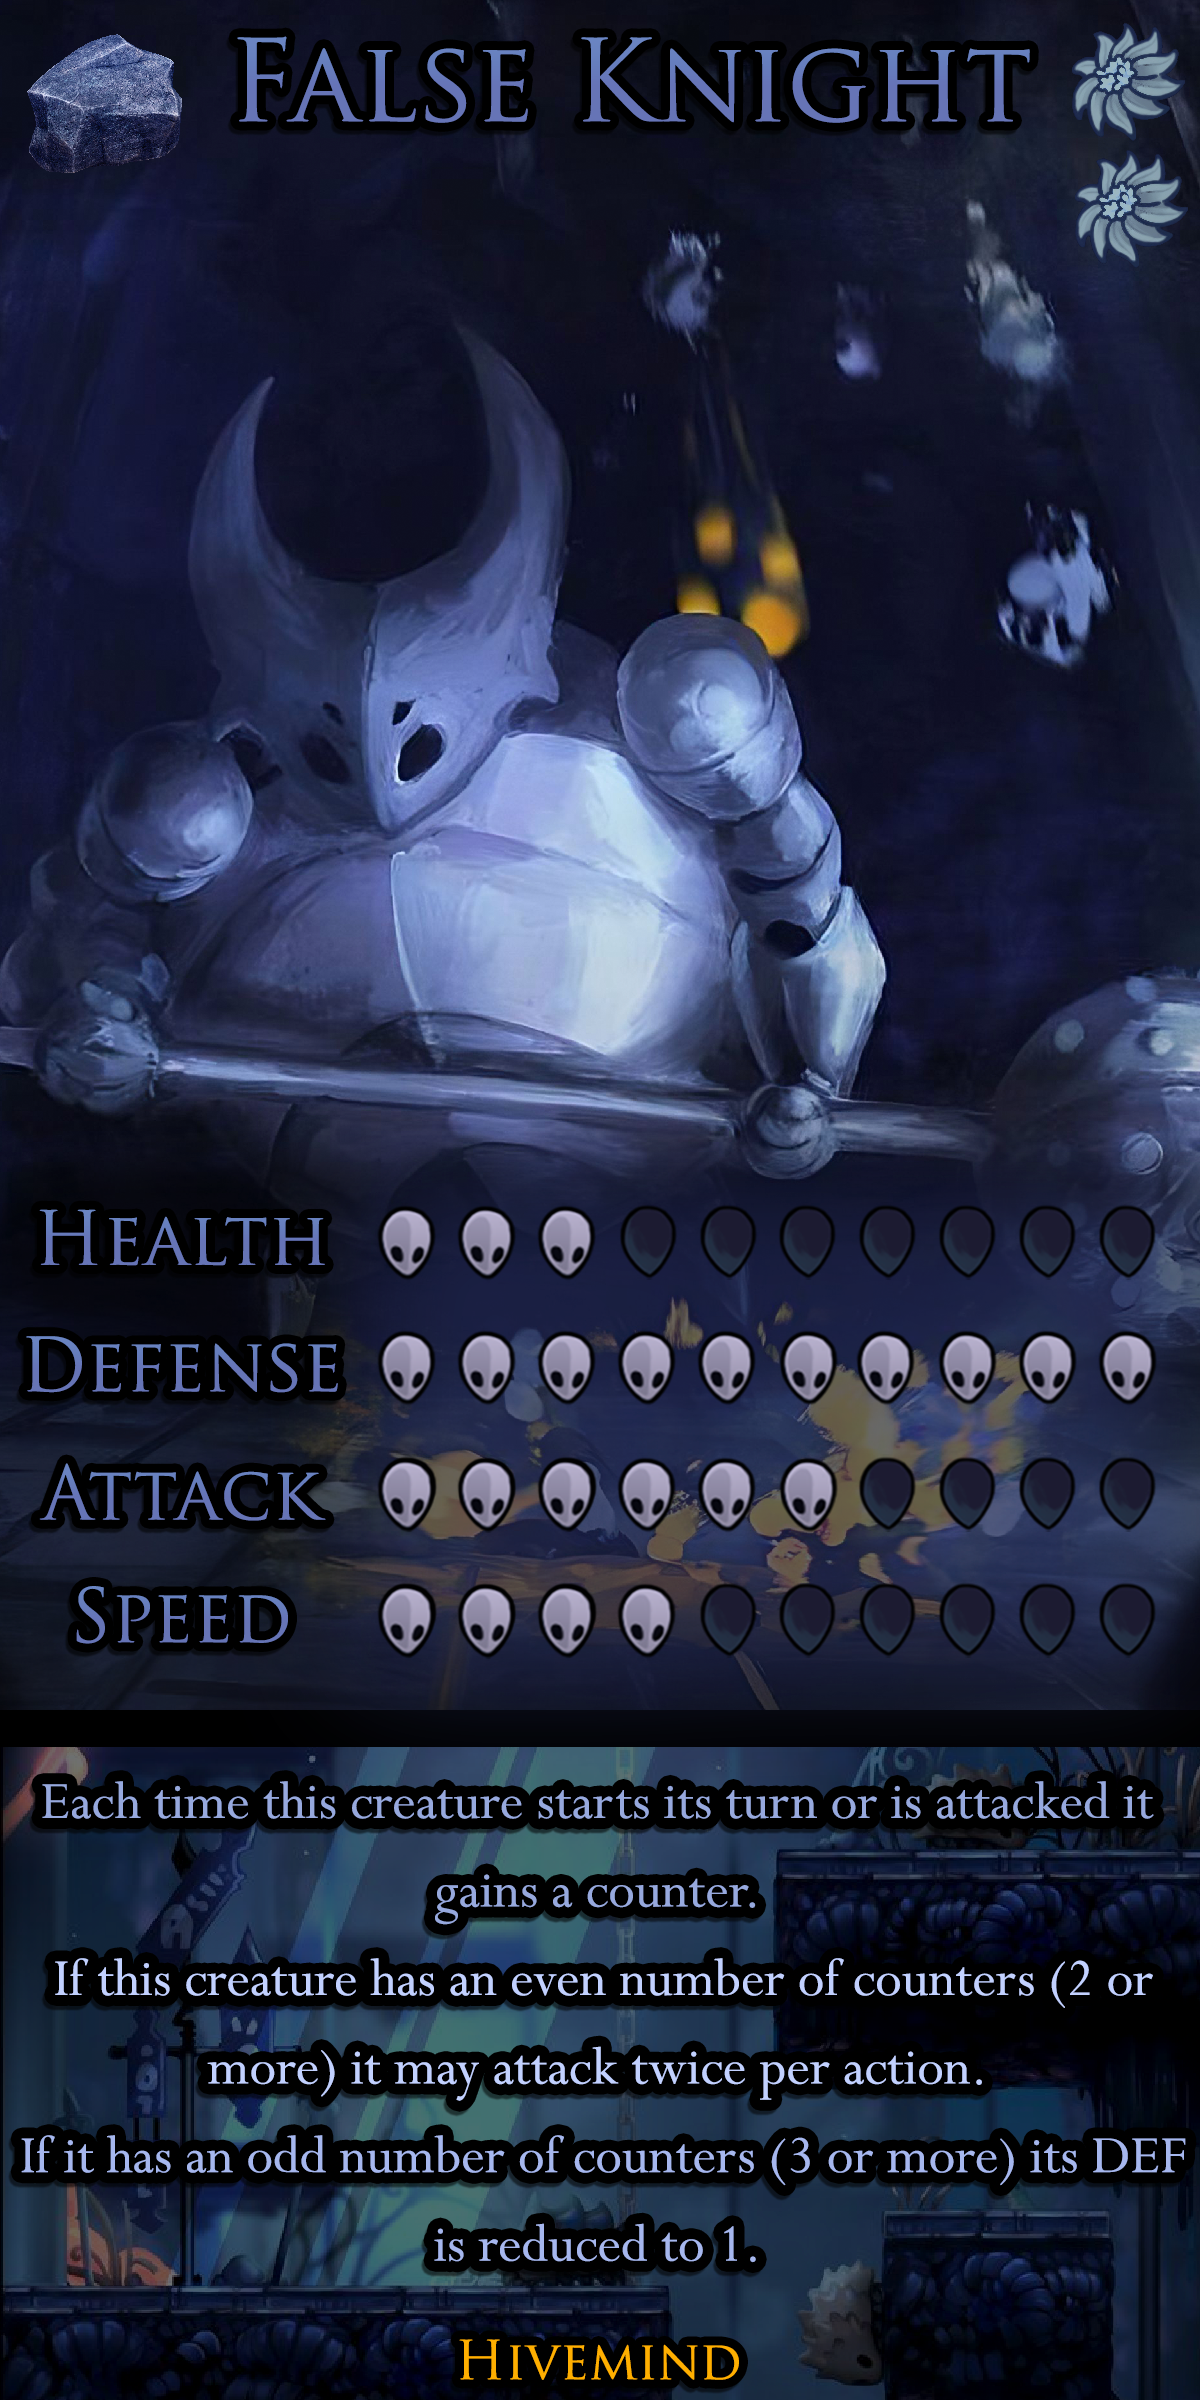 False Knight
Health
Defense
Attack
Speed
Each time this creature starts its turn or is attacked it
gains a counter.
If this creature has an even number of counters (2 or
more) it may attack twice per action.
If it has an odd number of counters (3 or more) its DEF
is reduced to 1.
Hivemind